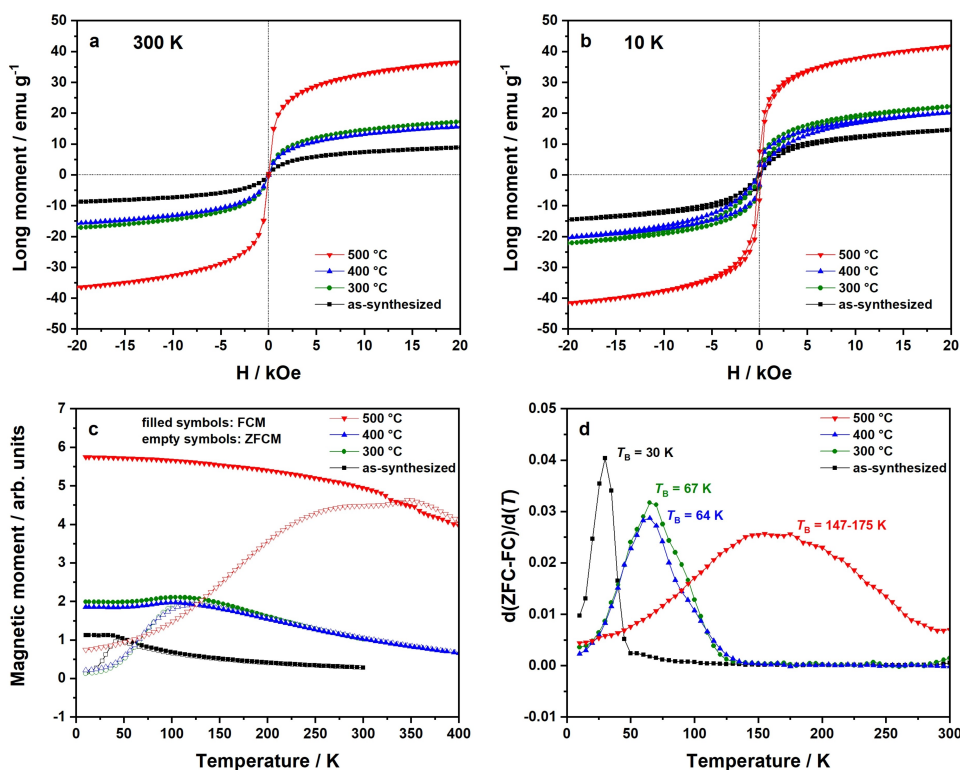 a 300 K
Long moment / emu g⁻¹
50
40
30
20
10
0
-10
-20
-30
-40
-50
500 °C
400 °C
300 °C
as-synthesized
-20 -15 -10 -5 0 5 10 15 20
H / kOe
b 10 K
Long moment / emu g⁻¹
50
40
30
20
10
0
-10
-20
-30
-40
-50
500 °C
400 °C
300 °C
as-synthesized
-20 -15 -10 -5 0 5 10 15 20
H / kOe
c
filled symbols: FCM
empty symbols: ZFCM
Magnetic moment / arb. units
7
6
5
4
3
2
1
0
-1
500 °C
400 °C
300 °C
as-synthesized
0 50 100 150 200 250 300 350 400
Temperature / K
d
d(ZFC-FC)/d(T)
0.05
0.04
0.03
0.02
0.01
0.00
-0.01
500 °C
400 °C
300 °C
as-synthesized
T_B = 30 K
T_B = 67 K
T_B = 64 K
T_B = 147-175 K
0 50 100 150 200 250 300
Temperature / K